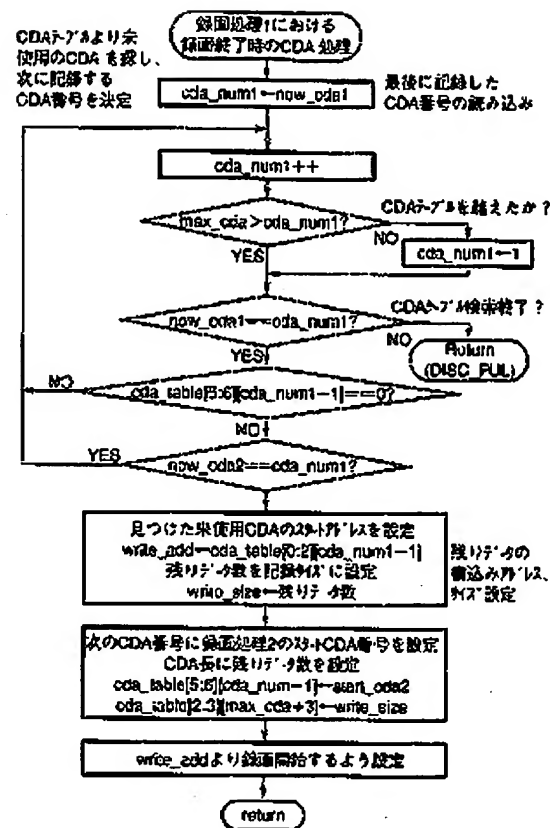 CDAテーブルより未
使用のCDAを探し、
次に記録する
CDA番号を決定
録画処理1における
録画終了時のCDA処理
cda_num1←now_cda1
最後に記録した
CDA番号の読み込み
cda_num1++
max_cda>cda_num1?
CDAテーブルを越えたか?
NO
cda_num1←1
YES
now_cda1==cda_num1?
CDAテーブル検索終了?
NO
Return
(DISC_FUL)
YES
NO
cda_table[5:6][cda_num1-1]==0?
NO
YES
now_cda2==cda_num1?
見つけた未使用CDAのスタートアドレスを設定
write_add←cda_table[0:2][cda_num1-1]
残りデータ数を記録サイズに設定
write_size←残りデータ数
残りデータの
書込みアドレス、
サイズ設定
次のCDA番号に録画処理2のスタートCDA番号を設定
CDA長に残りデータ数を設定
cda_table[5:6][cda_num-1]←start_cda2
cda_table[2:3][max_cda+3]←write_size
write_addより録画開始するよう設定
return